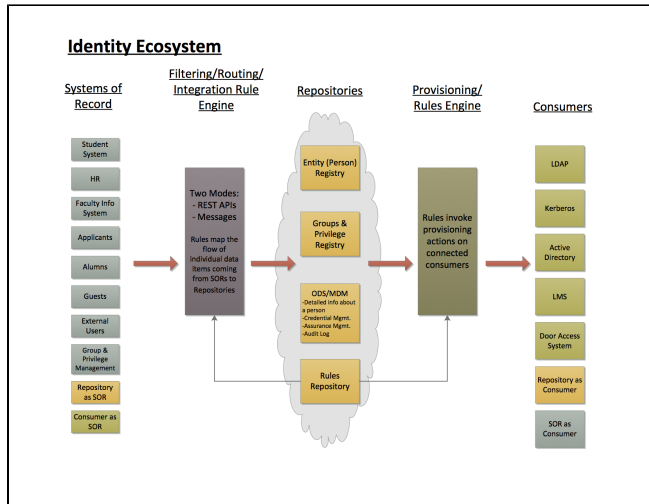 Identity Ecosystem
Systems of
Record
Filtering/Routing/
Integration Rule
Engine
Repositories
Provisioning/
Rules Engine
Consumers
Student
System
HR
Faculty Info
System
Applicants
Alumns
Guests
External
Users
Group &
Privilege
Management
Repository
as SOR
Consumer as
SOR
Two Modes:
- REST APIs
- Messages
Rules map the
flow of
individual data
items coming
from SORs to
Repositories
Entity (Person)
Registry
Groups &
Privilege
Registry
ODS/MDM
-Detailed info about
a person
-Credential Mgmt.
-Assurance Mgmt.
-Audit Log
Rules
Repository
Rules invoke
provisioning
actions on
connected
consumers
LDAP
Kerberos
Active
Directory
LMS
Door Access
System
Repository as
Consumer
SOR as
Consumer